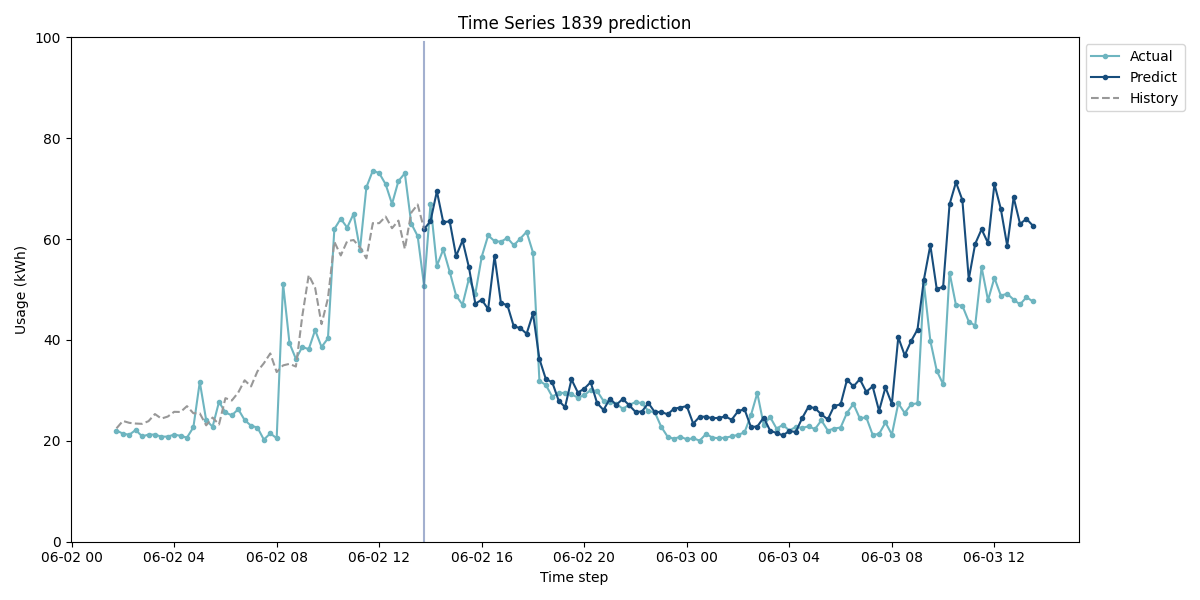 Time Series 1839 prediction
100
80
60
40
20
0
Usage (kWh)
06-02 00
06-02 04
06-02 08
06-02 12
06-02 16
06-02 20
06-03 00
06-03 04
06-03 08
06-03 12
Time step
Actual
Predict
History